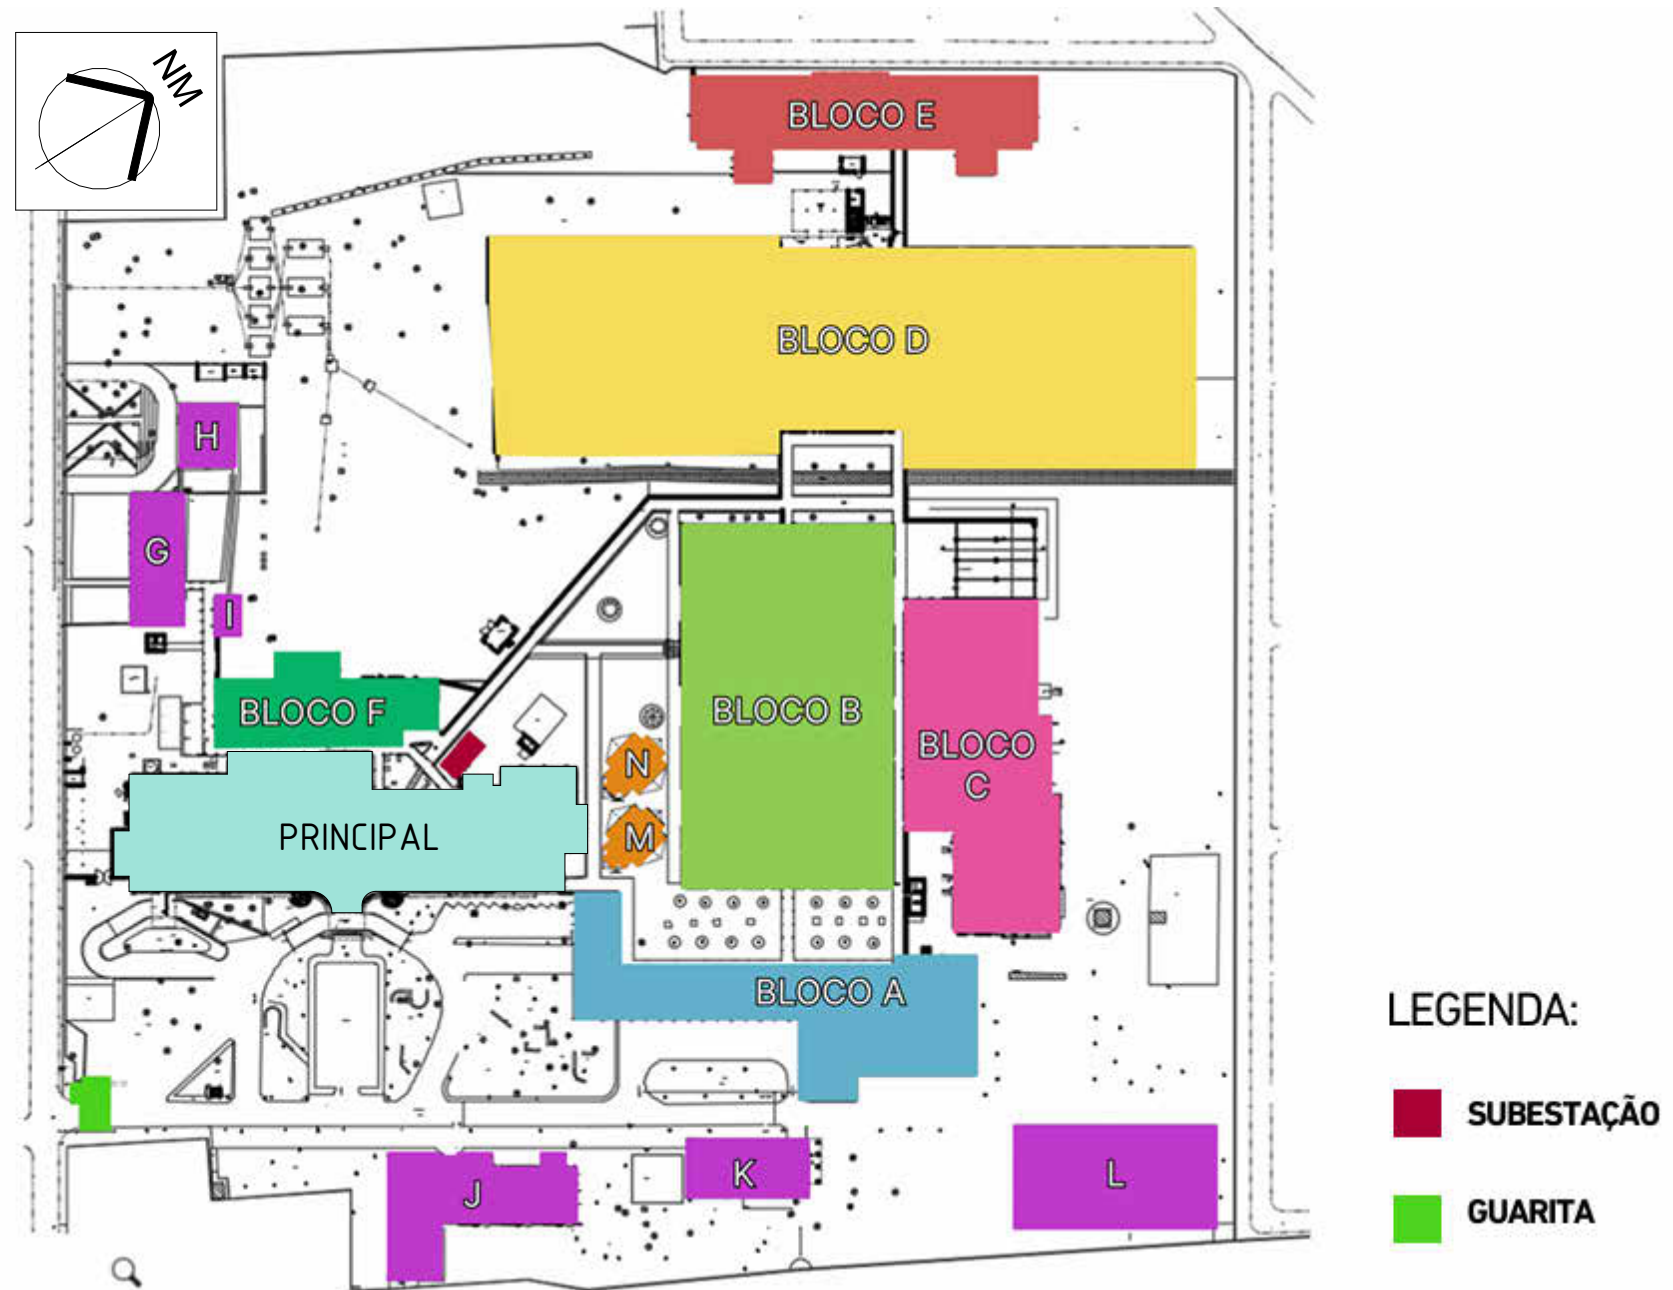 NM
BLOCO E
BLOCO D
H
G
I
BLOCO F
BLOCO B
BLOCO
C
N
M
PRINCIPAL
BLOCO A
J
K
L
LEGENDA:
SUBESTAÇÃO
GUARITA